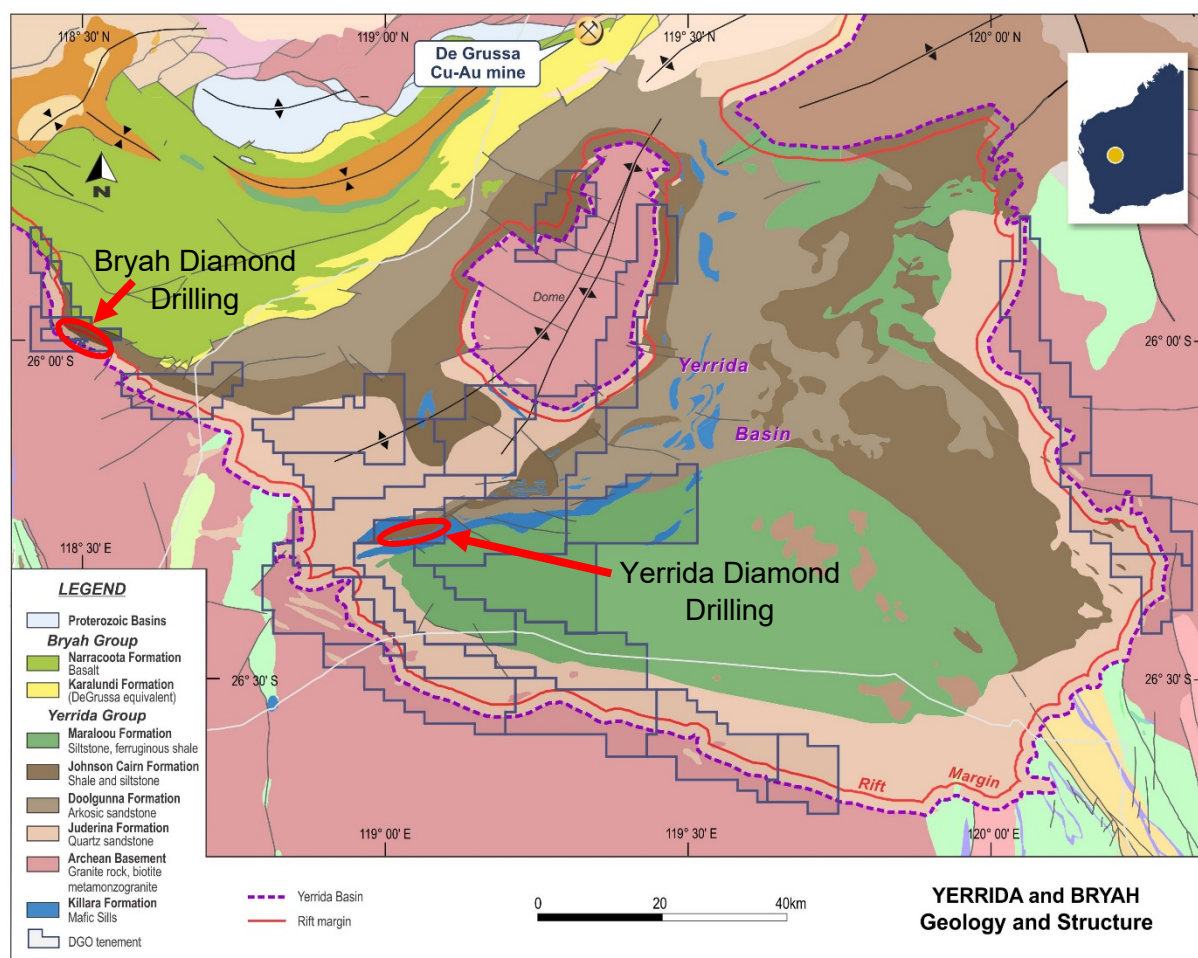 118° 30' N
119° 00' N
119° 30' N
120° 00' N
De Grussa
Cu-Au mine
N
Bryah Diamond
Drilling
Dome
26° 00' S
26° 00' S
Yerrida
Basin
118° 30' E
Yerrida Diamond
Drilling
26° 30' S
26° 30' S
Rift Margin
119° 00' E
119° 30' E
120° 00' E
LEGEND
Proterozoic Basins
Bryah Group
Narracoota Formation
Basalt
Karalundi Formation
(DeGrussa equivalent)
Yerrida Group
Maraloou Formation
Siltstone, ferruginous shale
Johnson Cairn Formation
Shale and siltstone
Doolgunna Formation
Arkosic sandstone
Juderina Formation
Quartz sandstone
Archean Basement
Granite rock, biotite
metamonzogranite
Killara Formation
Mafic Sills
DGO tenement
Yerrida Basin
Rift margin
0 20 40km
YERRIDA and BRYAH
Geology and Structure